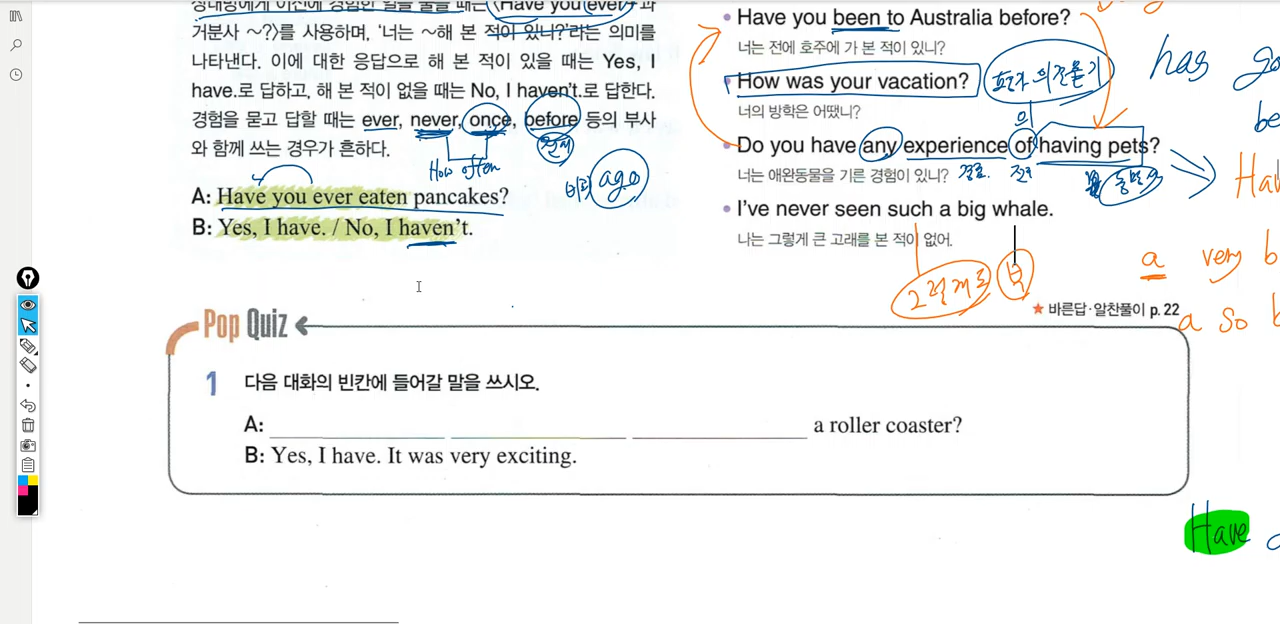 상대방에게 이전에 경험한 일을 물을 때는 〈Have you ever+과
거분사 ~?〉를 사용하며, ‘너는 ~해 본 적이 있니?’라는 의미를
나타낸다. 이에 대한 응답으로 해 본 적이 있을 때는 Yes, I
have.로 답하고, 해 본 적이 없을 때는 No, I haven't.로 답한다.
경험을 묻고 답할 때는 ever, never, once, before 등의 부사
와 함께 쓰는 경우가 흔하다.
How often
ago
A: Have you ever eaten pancakes?
B: Yes, I have. / No, I haven't.
• Have you been to Australia before?
너는 전에 호주에 가 본 적이 있니?
• How was your vacation?
너의 방학은 어땠니?
• Do you have any experience of having pets?
너는 애완동물을 기른 경험이 있니?
경험
• I've never seen such a big whale.
나는 그렇게 큰 고래를 본 적이 없어.
has
a very b
a so b
★ 바른답·알찬풀이 p. 22
Pop Quiz
1 다음 대화의 빈칸에 들어갈 말을 쓰시오.
A: ____ ____ ____ a roller coaster?
B: Yes, I have. It was very exciting.
Have